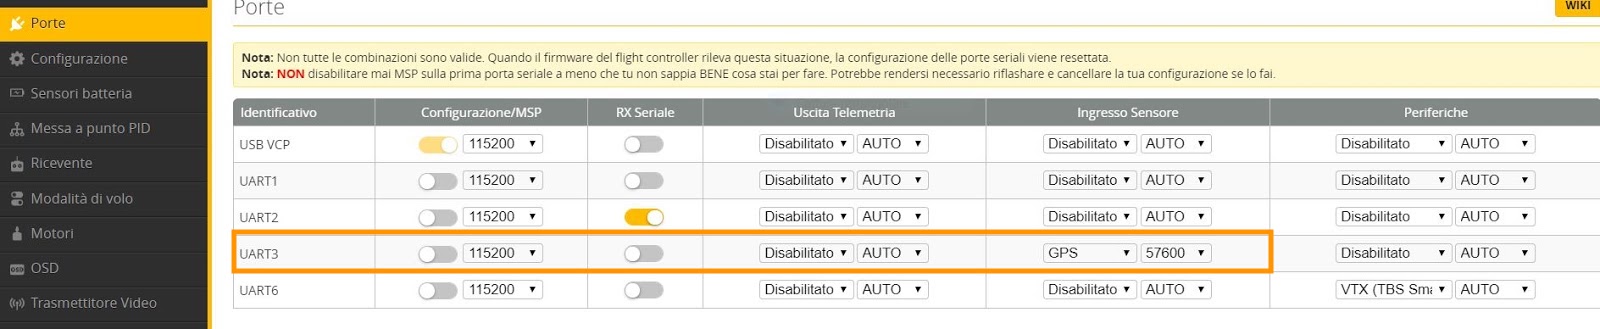 Porte
Configurazione
Sensori batteria
Messa a punto PID
Ricevente
Modalità di volo
Motori
OSD
Trasmettitore Video
Porte
WIKI
Nota: Non tutte le combinazioni sono valide. Quando il firmware del flight controller rileva questa situazione, la configurazione delle porte seriali viene resettata.
Nota: NON disabilitare mai MSP sulla prima porta seriale a meno che tu non sappia BENE cosa stai per fare. Potrebbe rendersi necessario riflashare e cancellare la tua configurazione se lo fai.
Identificativo Configurazione/MSP RX Seriale Uscita Telemetria Ingresso Sensore Periferiche
USB VCP 115200 Disabilitato AUTO Disabilitato AUTO Disabilitato AUTO
UART1 115200 Disabilitato AUTO Disabilitato AUTO Disabilitato AUTO
UART2 115200 Disabilitato AUTO Disabilitato AUTO Disabilitato AUTO
UART3 115200 Disabilitato AUTO GPS 57600 Disabilitato AUTO
UART6 115200 Disabilitato AUTO Disabilitato AUTO VTX (TBS Sma AUTO